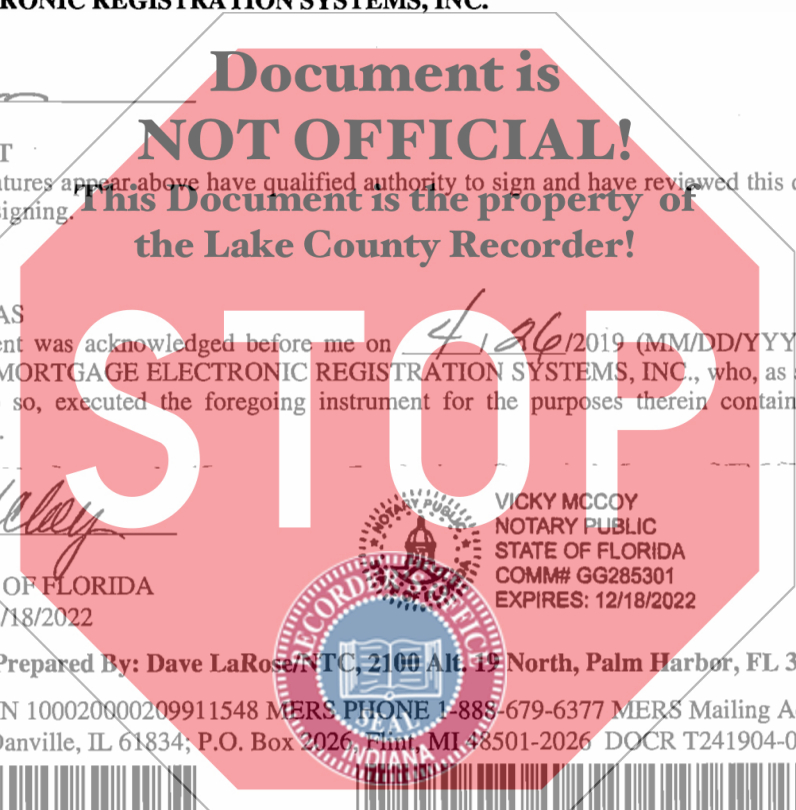 RONIC REGISTRATION SYSTEMS, INC.
Document is
NOT OFFICIAL!
T
tures appear above have qualified authority to sign and have reviewed this
signing.
This Document is the property of
the Lake County Recorder!
STOP
AS
ent was acknowledged before me on 4/26/2019 (MM/DD/YYY
MORTGAGE ELECTRONIC REGISTRATION SYSTEMS, INC., who, as
so, executed the foregoing instrument for the purposes therein contain
NOTARY PUBLIC
VICKY MCCOY
NOTARY PUBLIC
STATE OF FLORIDA
COMM# GG285301
EXPIRES: 12/18/2022
OF FLORIDA
/18/2022
RECORDER'S OFFICE
SEAL
INDIANA
Prepared By: Dave LaRose/NTC, 2100 Alt. 19 North, Palm Harbor, FL 3
N 100020000209911548 MERS PHONE 1-888-679-6377 MERS Mailing A
Danville, IL 61834; P.O. Box 2026, Flint, MI 48501-2026 DOCR T241904-0